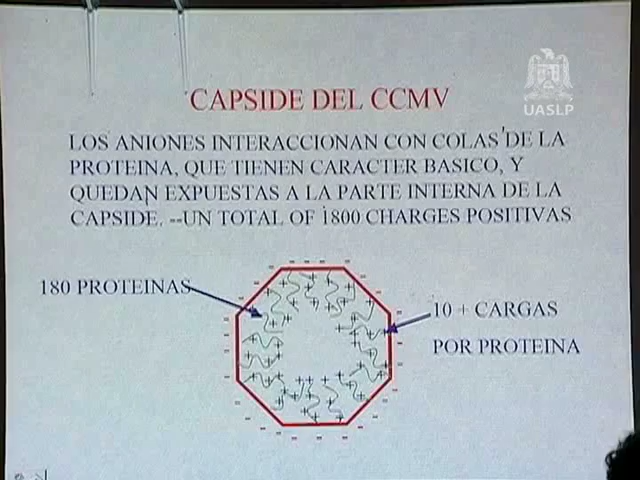 UASLP
CAPSIDE DEL CCMV
LOS ANIONES INTERACCIONAN CON COLAS DE LA
PROTEINA, QUE TIENEN CARACTER BASICO, Y
QUEDAN EXPUESTAS A LA PARTE INTERNA DE LA
CAPSIDE. --UN TOTAL OF 1800 CHARGES POSITIVAS
180 PROTEINAS
10 + CARGAS
POR PROTEINA